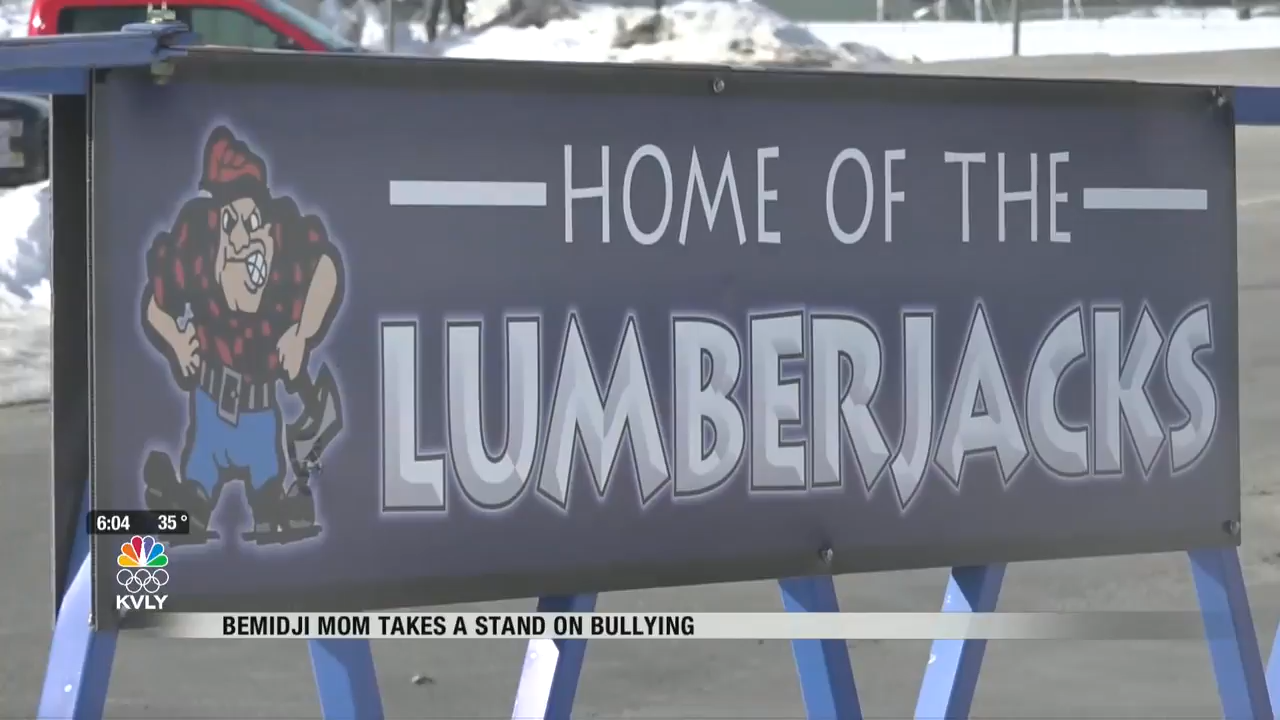 HOME OF THE
LUMBERJACKS
6:04 35°
KVLY
BEMIDJI MOM TAKES A STAND ON BULLYING